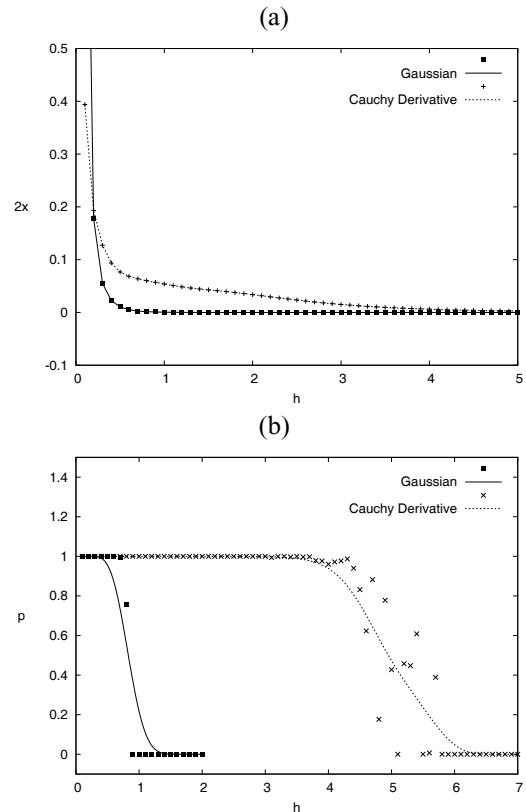 (a)
0.5
0.4
0.3
0.2
0.1
0
-0.1
2x
Gaussian
Cauchy Derivative
0 1 2 3 4 5
h
(b)
1.4
1.2
1
0.8
0.6
0.4
0.2
0
p
Gaussian
Cauchy Derivative
0 1 2 3 4 5 6 7
h